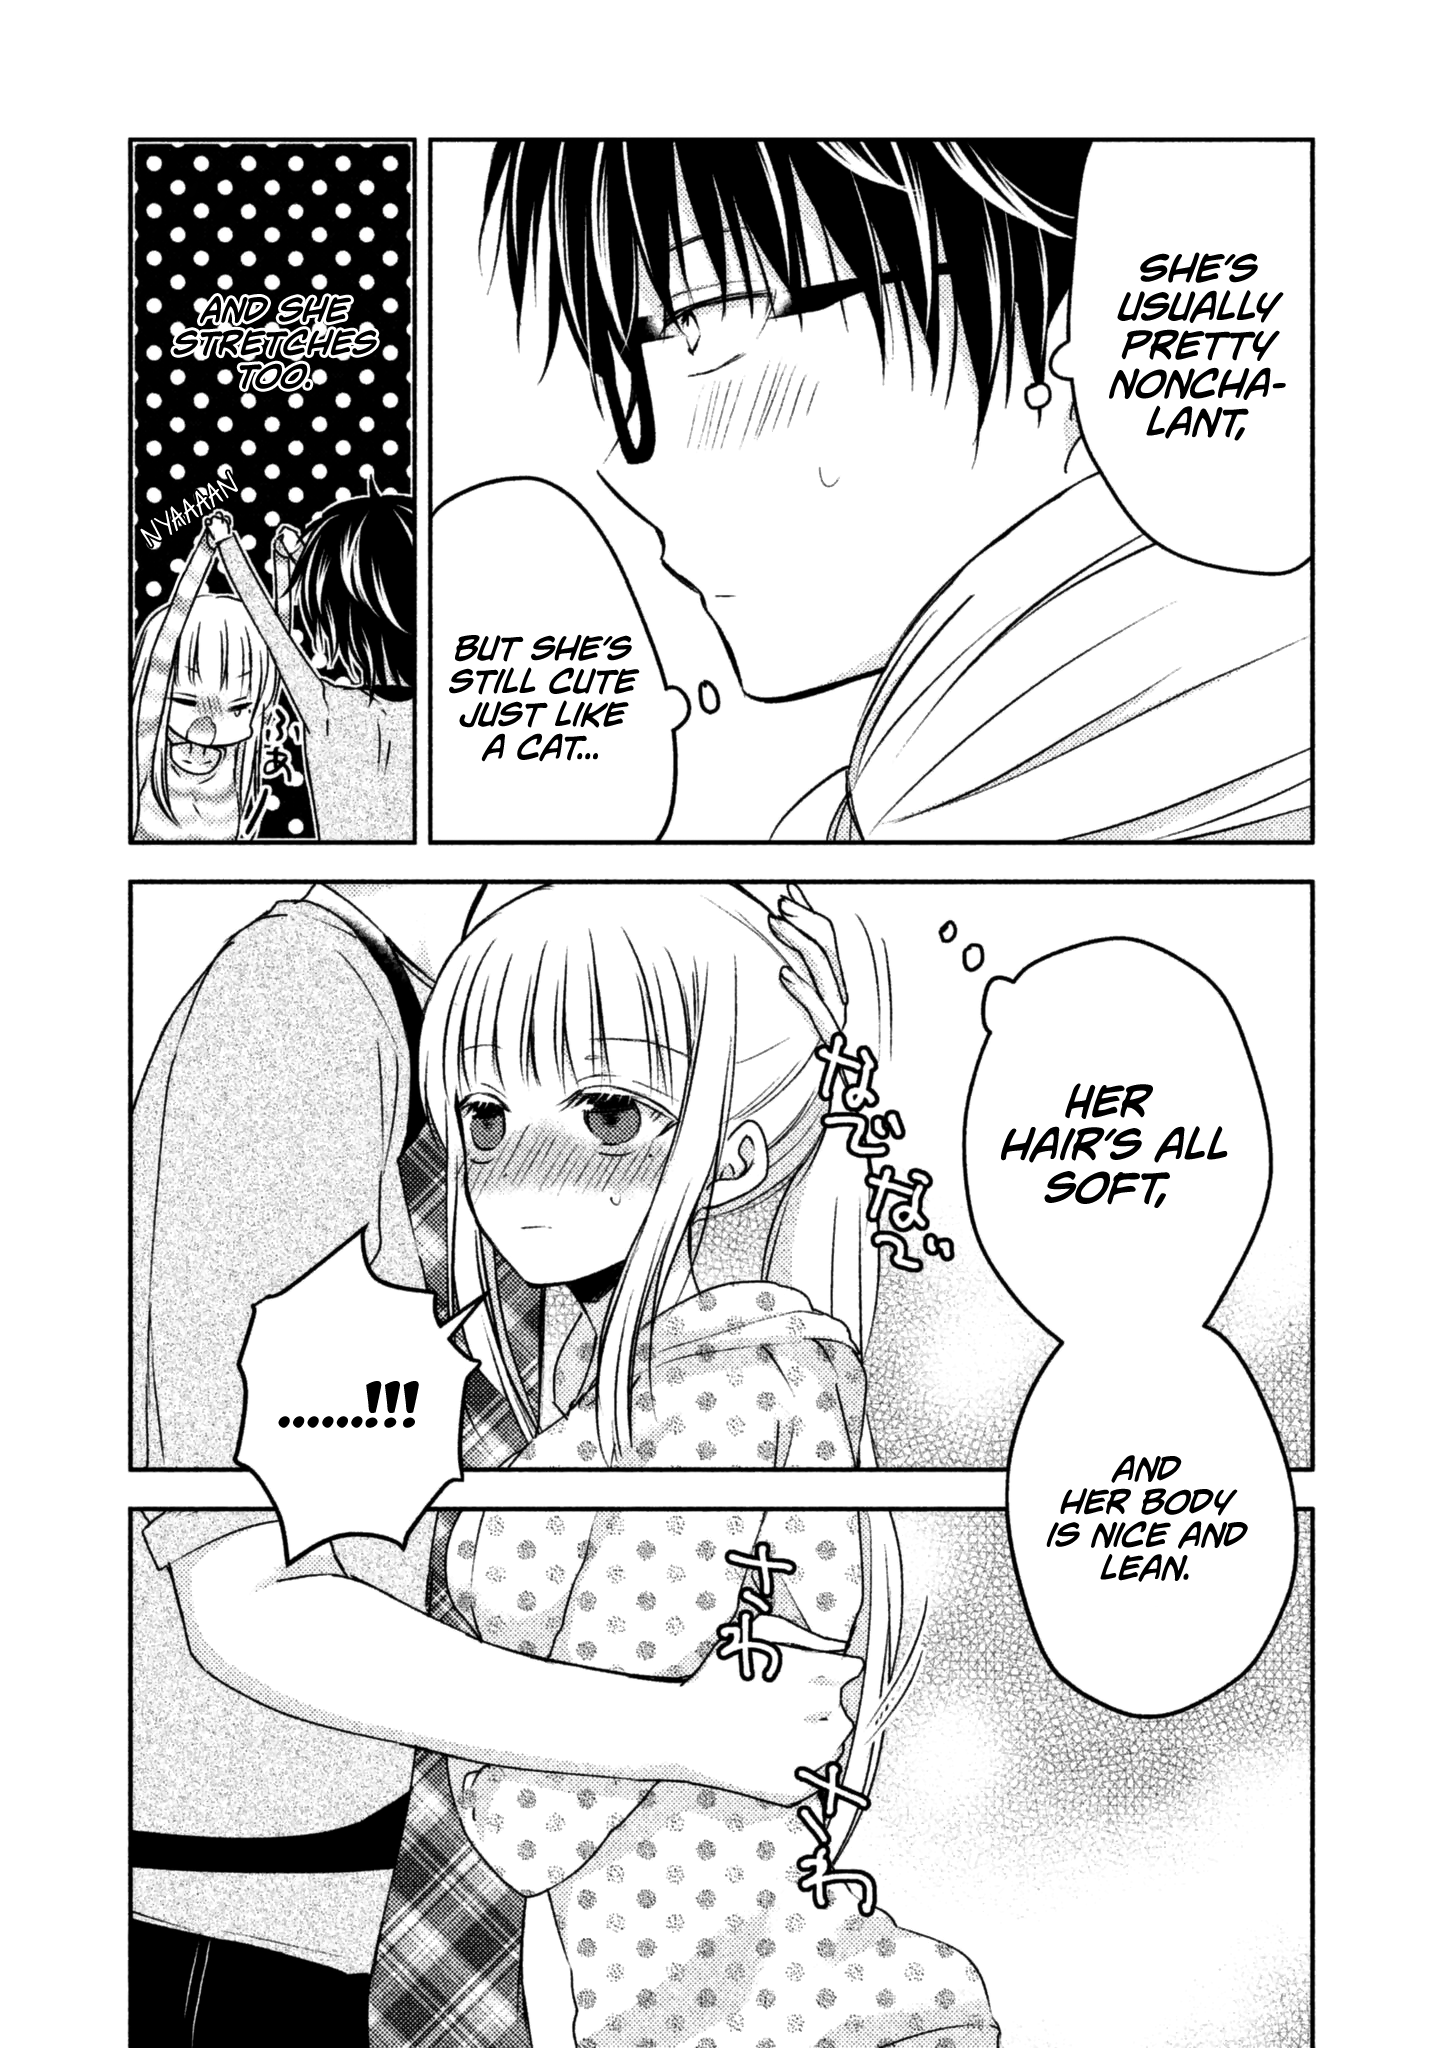 SHE'S
USUALLY
PRETTY
NONCHA-
LANT,
BUT SHE'S
STILL CUTE
JUST LIKE
A CAT...
AND SHE
STRETCHES
TOO.
NYAAAAN
ふぁ
HER
HAIR'S ALL
SOFT,
なでなで
.......!!!
AND
HER BODY
IS NICE AND
LEAN.
さわ
さわ